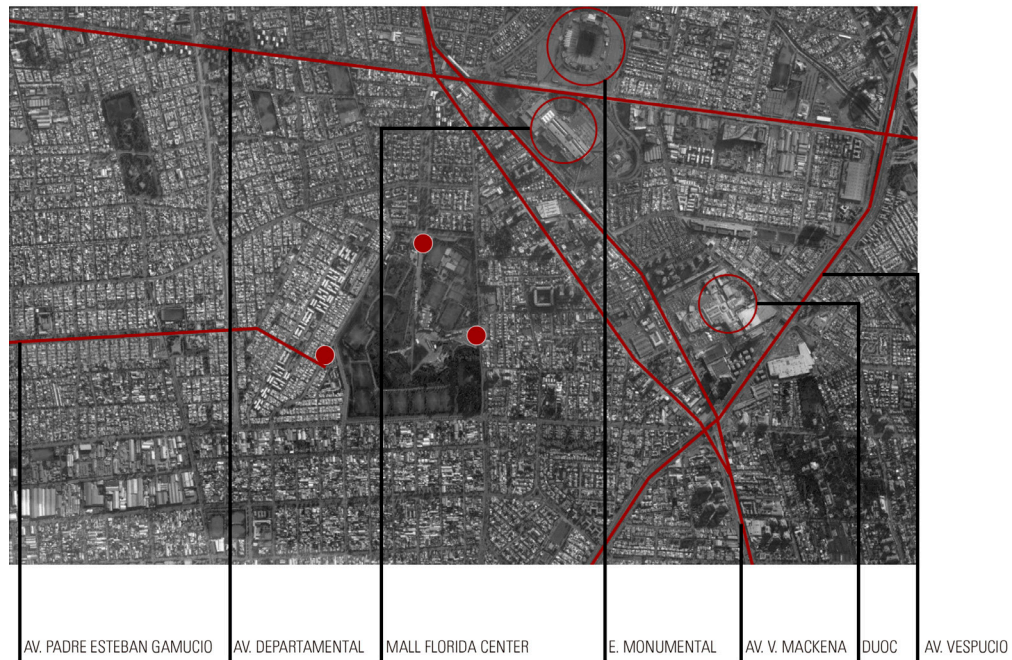 AV. PADRE ESTEBAN GAMUCIO
AV. DEPARTAMENTAL
MALL FLORIDA CENTER
E. MONUMENTAL
AV. V. MACKENA
DUOC
AV. VESPUCIO